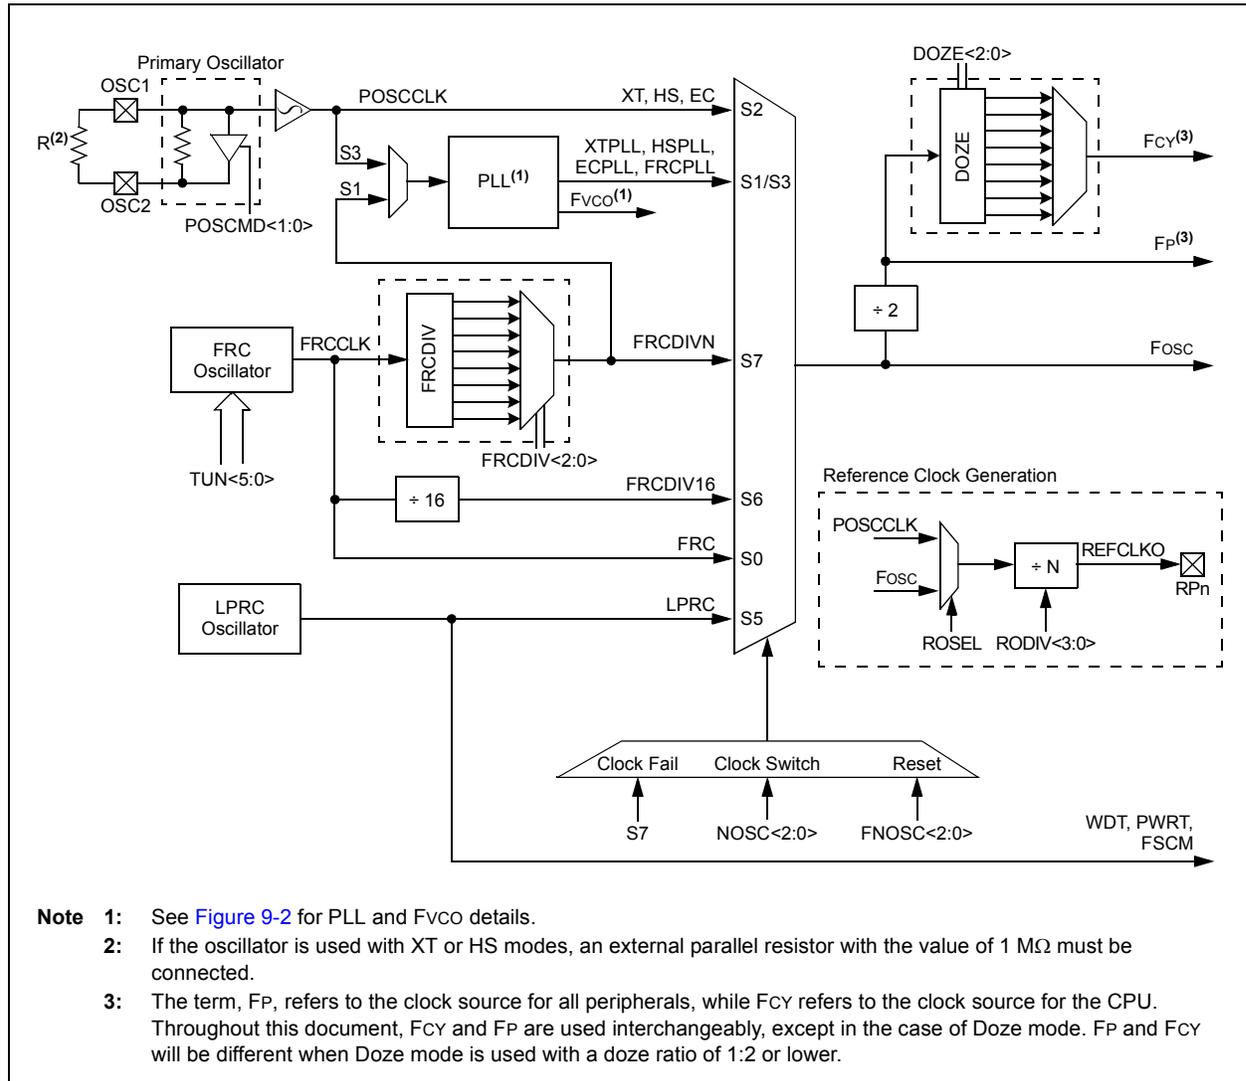 Primary Oscillator
OSC1
R(2)
OSC2
POSCMD<1:0>
POSCCLK
XT, HS, EC
S2
S3
S1
PLL(1)
XTPLL, HSPLL,
ECPLL, FRCPLL
S1/S3
FVCO(1)
DOZE<2:0>
DOZE
FCY(3)
FP(3)
÷ 2
FOSC
FRC
Oscillator
FRCCLK
FRCDIV
FRCDIVN
S7
TUN<5:0>
FRCDIV<2:0>
÷ 16
FRCDIV16
S6
FRC
S0
LPRC
Oscillator
LPRC
S5
Reference Clock Generation
POSCCLK
FOSC
÷ N
REFCLKO
RPn
ROSEL
RODIV<3:0>
Clock Fail
Clock Switch
Reset
S7
NOSC<2:0>
FNOSC<2:0>
WDT, PWRT,
FSCM
Note 1: See Figure 9-2 for PLL and FVCO details.
2: If the oscillator is used with XT or HS modes, an external parallel resistor with the value of 1 MΩ must be
connected.
3: The term, FP, refers to the clock source for all peripherals, while FCY refers to the clock source for the CPU.
Throughout this document, FCY and FP are used interchangeably, except in the case of Doze mode. FP and FCY
will be different when Doze mode is used with a doze ratio of 1:2 or lower.